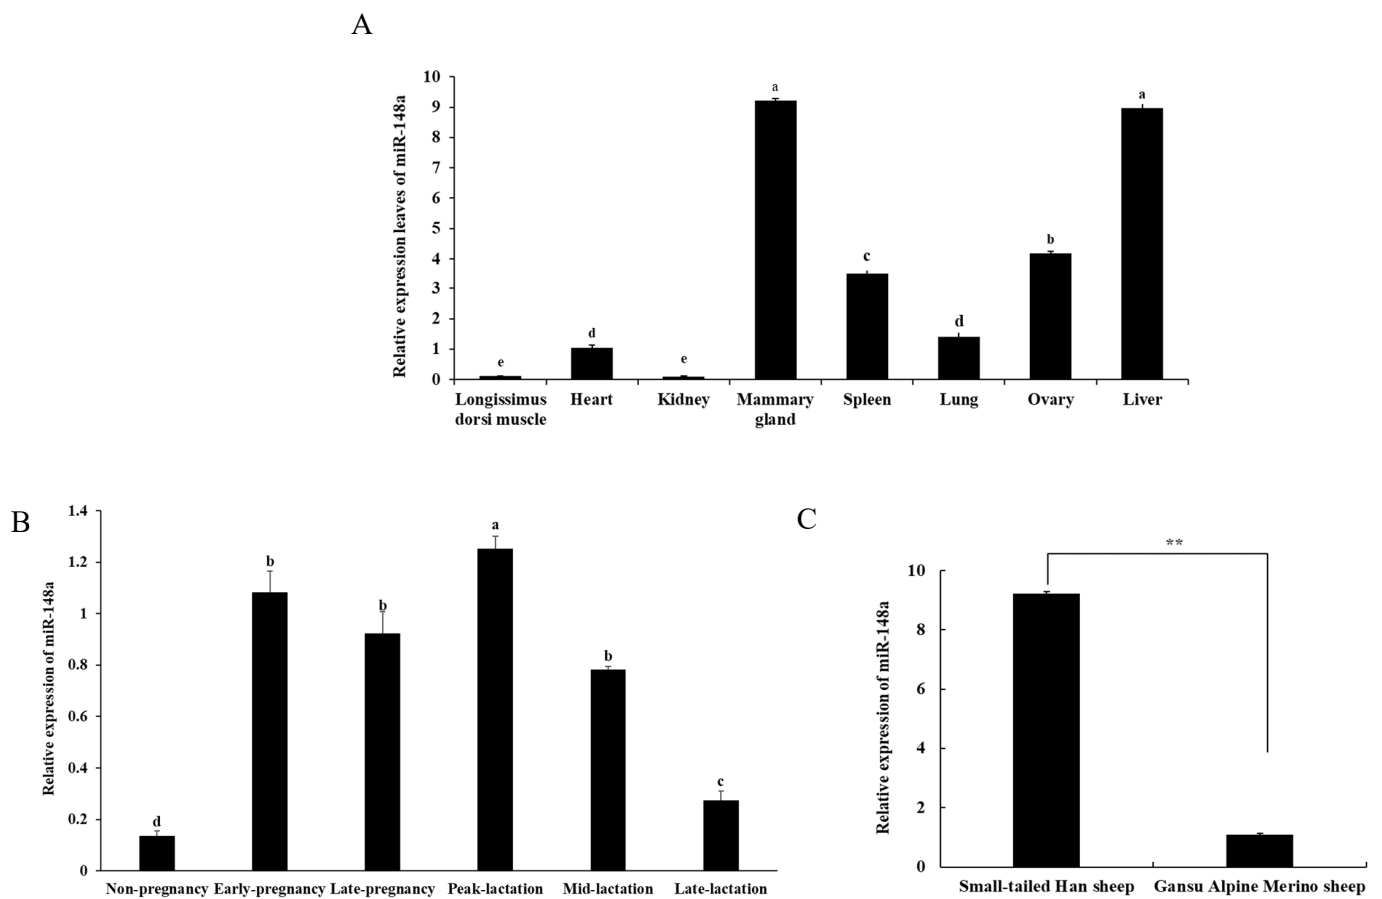 A
Relative expression leaves of miR-148a
10
9
8
7
6
5
4
3
2
1
0
e
d
e
a
c
d
b
a
Longissimus dorsi muscle
Heart
Kidney
Mammary gland
Spleen
Lung
Ovary
Liver
B
Relative expression of miR-148a
1.4
1.2
1
0.8
0.6
0.4
0.2
0
d
b
b
a
b
c
Non-pregnancy
Early-pregnancy
Late-pregnancy
Peak-lactation
Mid-lactation
Late-lactation
C
Relative expression of miR-148a
10
8
6
4
2
0
**
Small-tailed Han sheep
Gansu Alpine Merino sheep